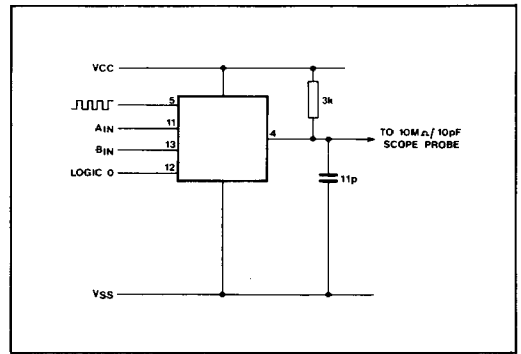 VCC
5
3k
AIN
11
4
TO 10MΩ/10pF
SCOPE PROBE
BIN
13
LOGIC 0
12
11p
VSS